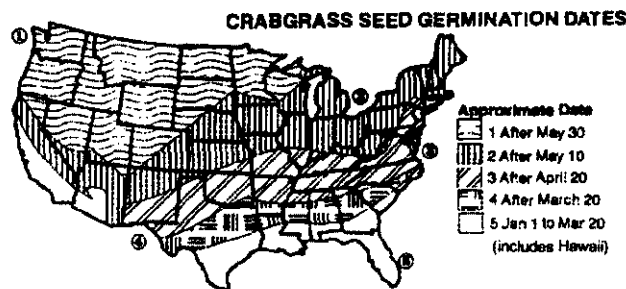 CRABGRASS SEED GERMINATION DATES
①
②
③
④
⑤
Approximate Date
1 After May 30
2 After May 10
3 After April 20
4 After March 20
5 Jan 1 to Mar 20
(includes Hawaii)